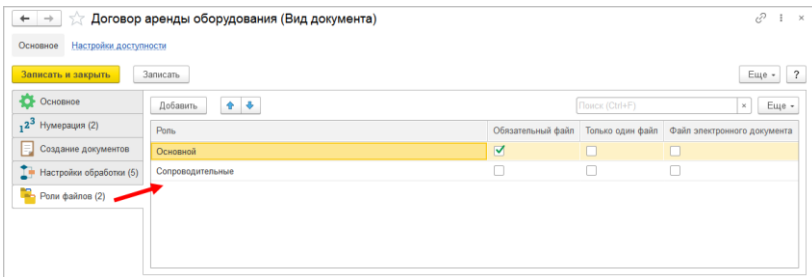 Договор аренды оборудования (Вид документа)
Основное Настройки доступности
Записать и закрыть Записать Еще ?
Основное
Нумерация (2)
Создание документов
Настройки обработки (5)
Роли файлов (2)
Добавить Поиск (Ctrl+F) × Еще
Роль Обязательный файл Только один файл Файл электронного документа
Основной
Сопроводительные